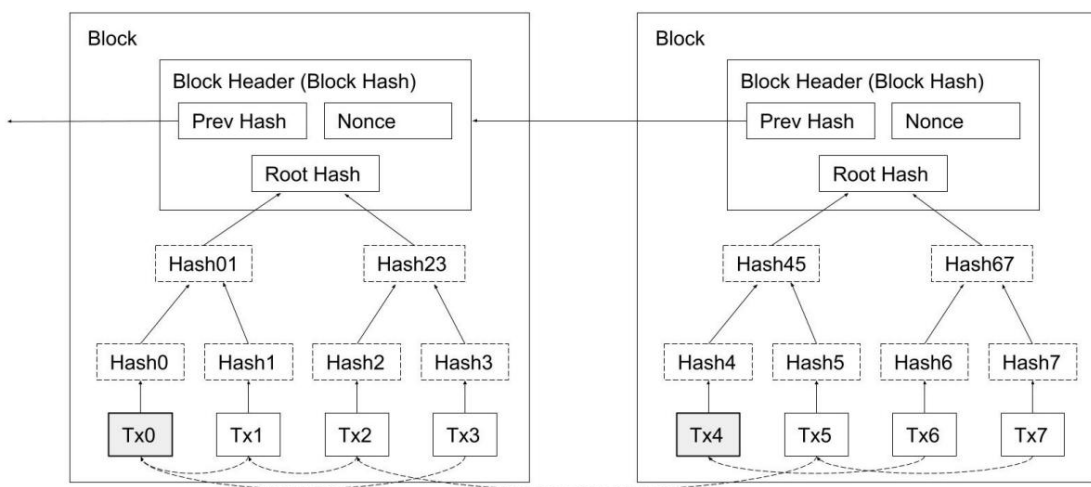 Block
Block Header (Block Hash)
Prev Hash
Nonce
Root Hash
Hash01
Hash23
Hash0
Hash1
Hash2
Hash3
Tx0
Tx1
Tx2
Tx3
Block
Block Header (Block Hash)
Prev Hash
Nonce
Root Hash
Hash45
Hash67
Hash4
Hash5
Hash6
Hash7
Tx4
Tx5
Tx6
Tx7